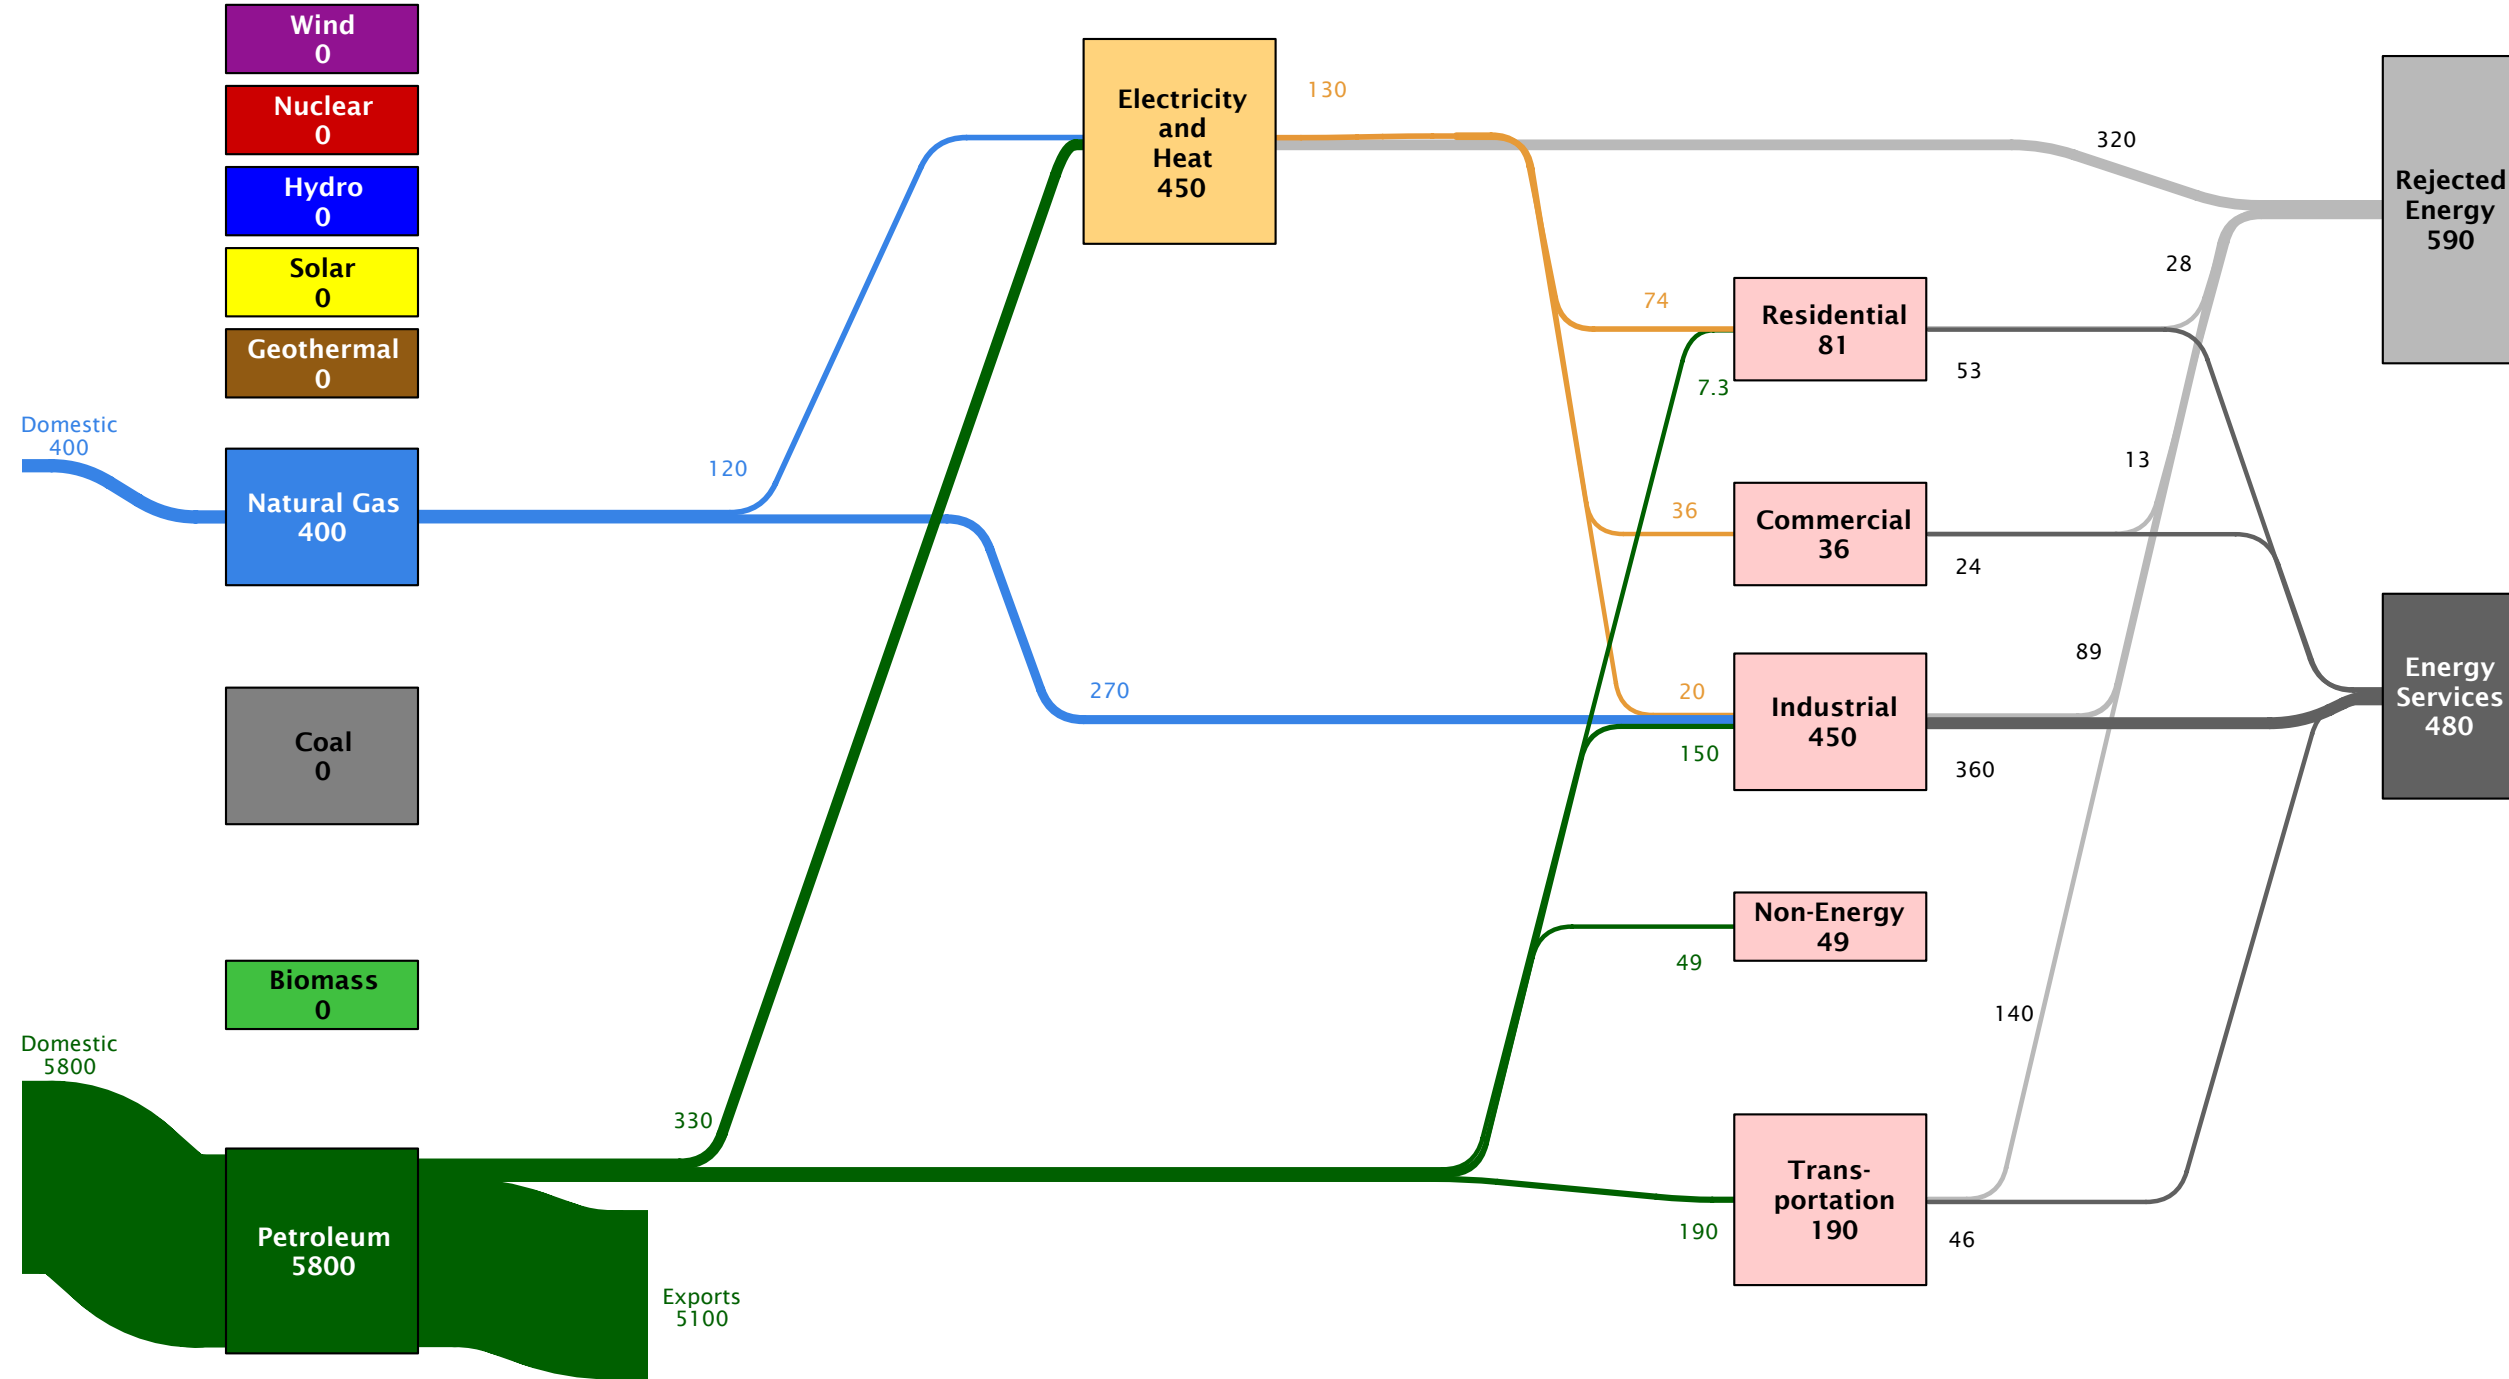 Wind
0
Nuclear
0
Hydro
0
Solar
0
Geothermal
0
Domestic
400
Natural Gas
400
Coal
0
Biomass
0
Domestic
5800
Petroleum
5800
Exports
5100
120
270
330
Electricity
and
Heat
450
130
74
7.3
36
20
150
49
190
Residential
81
Commercial
36
Industrial
450
Non-Energy
49
Trans-
portation
190
320
28
53
13
24
89
360
140
46
Rejected
Energy
590
Energy
Services
480